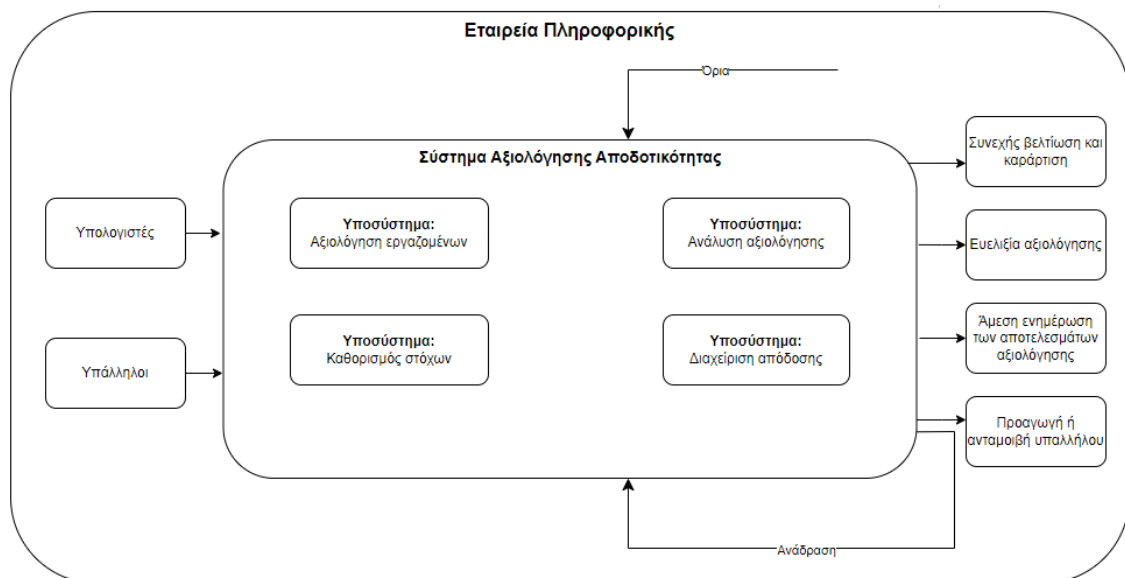 Εταιρεία Πληροφορικής
Όρια
Σύστημα Αξιολόγησης Αποδοτικότητας
Υπολογιστές
Υπάλληλοι
Υποσύστημα:
Αξιολόγηση εργαζομένων
Υποσύστημα:
Ανάλυση αξιολόγησης
Υποσύστημα:
Καθορισμός στόχων
Υποσύστημα:
Διαχείριση απόδοσης
Συνεχής βελτίωση και
καράρτιση
Ευελιξία αξιολόγησης
Άμεση ενημέρωση
των αποτελεσμάτων
αξιολόγησης
Προαγωγή ή
ανταμοιβή υπαλλήλου
Ανάδραση